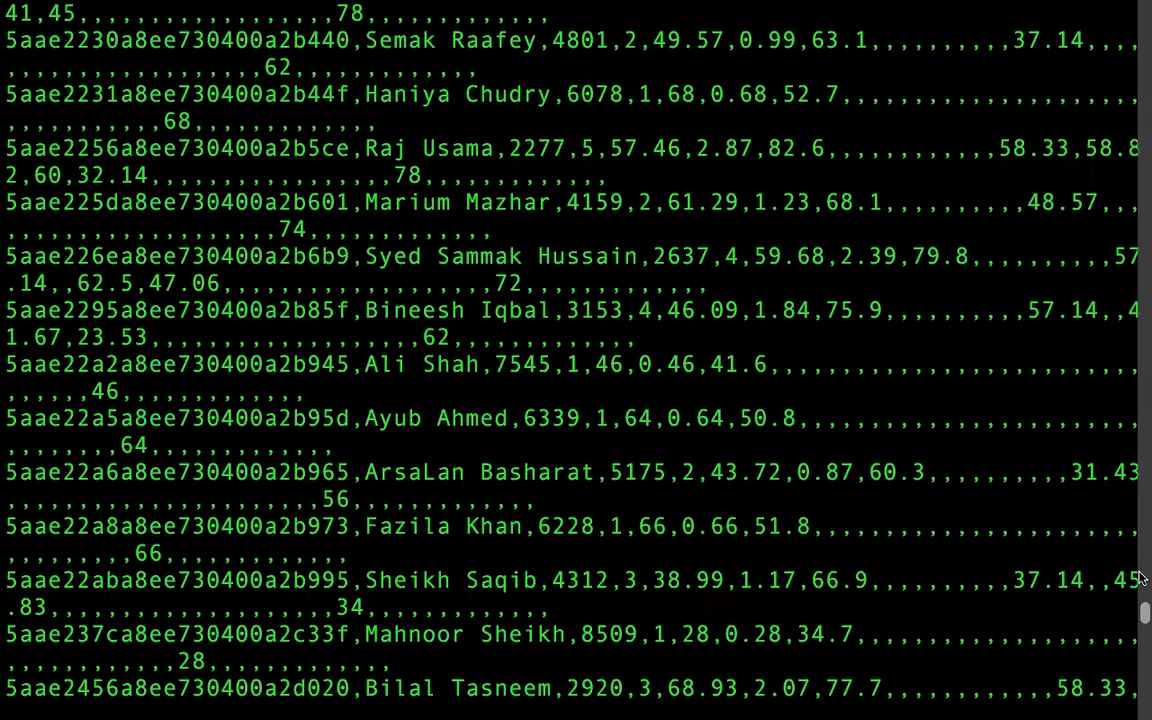 41,45,,,,,,,,,,,,,,,,,,78,,,,,,,,,,,,,
5aae2230a8ee730400a2b440,Semak Raafey,4801,2,49.57,0.99,63.1,,,,,,,,,,37.14,,,,
,,,,,,,,,,,,,,,,,,62,,,,,,,,,,,,,
5aae2231a8ee730400a2b44f,Haniya Chudry,6078,1,68,0.68,52.7,,,,,,,,,,,,,,,,,,,,,
,,,,,,,,,,,68,,,,,,,,,,,,,
5aae2256a8ee730400a2b5ce,Raj Usama,2277,5,57.46,2.87,82.6,,,,,,,,,,,,58.33,58.8
2,60,32.14,,,,,,,,,,,,,,,,,78,,,,,,,,,,,,,
5aae225da8ee730400a2b601,Marium Mazhar,4159,2,61.29,1.23,68.1,,,,,,,,,,48.57,,,
,,,,,,,,,,,,,,,,,,,74,,,,,,,,,,,,,
5aae226ea8ee730400a2b6b9,Syed Sammak Hussain,2637,4,59.68,2.39,79.8,,,,,,,,,,57
.14,,62.5,47.06,,,,,,,,,,,,,,,,,,,72,,,,,,,,,,,,,
5aae2295a8ee730400a2b85f,Bineesh Iqbal,3153,4,46.09,1.84,75.9,,,,,,,,,,57.14,,4
1.67,23.53,,,,,,,,,,,,,,,,,,,62,,,,,,,,,,,,,
5aae22a2a8ee730400a2b945,Ali Shah,7545,1,46,0.46,41.6,,,,,,,,,,,,,,,,,,,,,,,,,,
,,,,,,46,,,,,,,,,,,,,
5aae22a5a8ee730400a2b95d,Ayub Ahmed,6339,1,64,0.64,50.8,,,,,,,,,,,,,,,,,,,,,,,,
,,,,,,,,64,,,,,,,,,,,,,
5aae22a6a8ee730400a2b965,ArsaLan Basharat,5175,2,43.72,0.87,60.3,,,,,,,,,,31.43
,,,,,,,,,,,,,,,,,,,,,,56,,,,,,,,,,,,,
5aae22a8a8ee730400a2b973,Fazila Khan,6228,1,66,0.66,51.8,,,,,,,,,,,,,,,,,,,,,,,
,,,,,,,,,66,,,,,,,,,,,,,
5aae22aba8ee730400a2b995,Sheikh Saqib,4312,3,38.99,1.17,66.9,,,,,,,,,,37.14,,45
.83,,,,,,,,,,,,,,,,,,,,34,,,,,,,,,,,,,
5aae237ca8ee730400a2c33f,Mahnoor Sheikh,8509,1,28,0.28,34.7,,,,,,,,,,,,,,,,,,,,
,,,,,,,,,,,,28,,,,,,,,,,,,,
5aae2456a8ee730400a2d020,Bilal Tasneem,2920,3,68.93,2.07,77.7,,,,,,,,,,,,58.33,